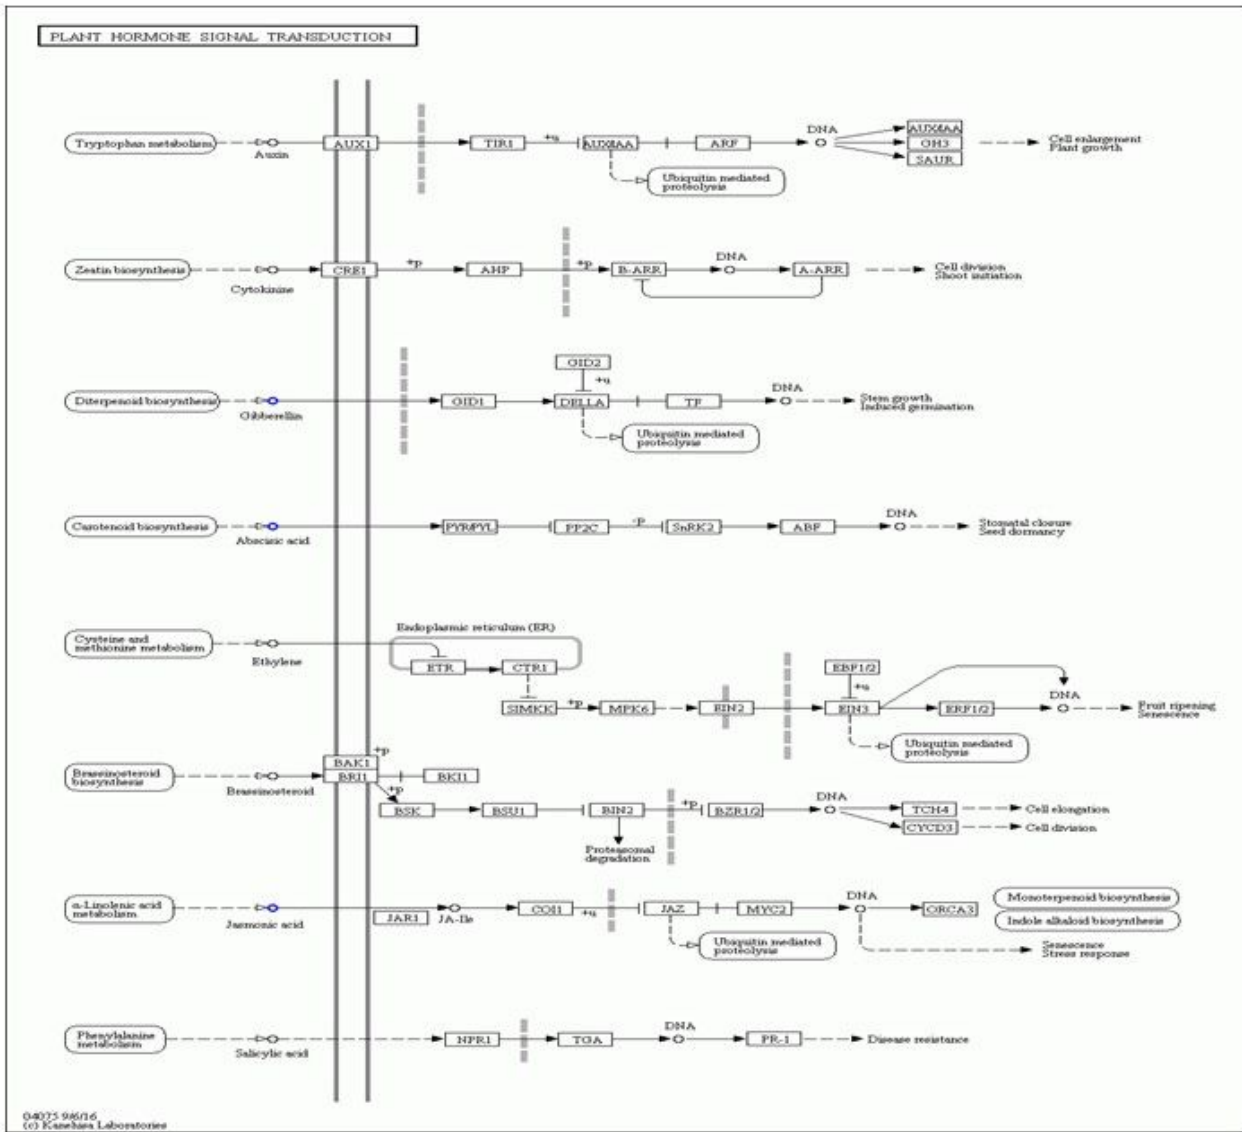 PLANT HORMONE SIGNAL TRANSDUCTION
Tryptophan metabolism
Auxin
AUX1
TIR1
+u
AUX/IAA
ARF
DNA
AUX/IAA
GH3
SAUR
Cell enlargement
Plant growth
Ubiquitin mediated
proteolysis
Zeatin biosynthesis
Cytokinine
CRE1
+p
AHP
+p
B-ARR
DNA
A-ARR
Cell division
Shoot initiation
GID2
+u
Diterpenoid biosynthesis
Gibberellin
GID1
DELLA
TF
DNA
Stem growth
Induced germination
Ubiquitin mediated
proteolysis
Carotenoid biosynthesis
Abscisic acid
PYR/PYL
PP2C
-p
SnRK2
ABF
DNA
Stomatal closure
Seed dormancy
Cysteine and
methionine metabolism
Ethylene
Endoplasmic reticulum (ER)
ETR
CTR1
SIMKK
+p
MPK6
EIN2
EBF1/2
+u
EIN3
ERF1/2
DNA
Fruit ripening
Senescence
Ubiquitin mediated
proteolysis
Brassinosteroid
biosynthesis
Brassinosteroid
BAK1
+p
BRI1
BKI1
+p
BSK
BSU1
BIN2
+p
BZR1/2
DNA
TCH4
CYCD3
Cell elongation
Cell division
Proteasomal
degradation
α-Linolenic acid
metabolism
Jasmonic acid
JAR1
JA-Ile
COI1
+u
JAZ
MYC2
DNA
ORCA3
Monoterpenoid biosynthesis
Indole alkaloid biosynthesis
Ubiquitin mediated
proteolysis
Senescence
Stress response
Phenylalanine
metabolism
Salicylic acid
NPR1
TGA
DNA
PR-1
Disease resistance
04075 9/6/16
(c) Kanehisa Laboratories